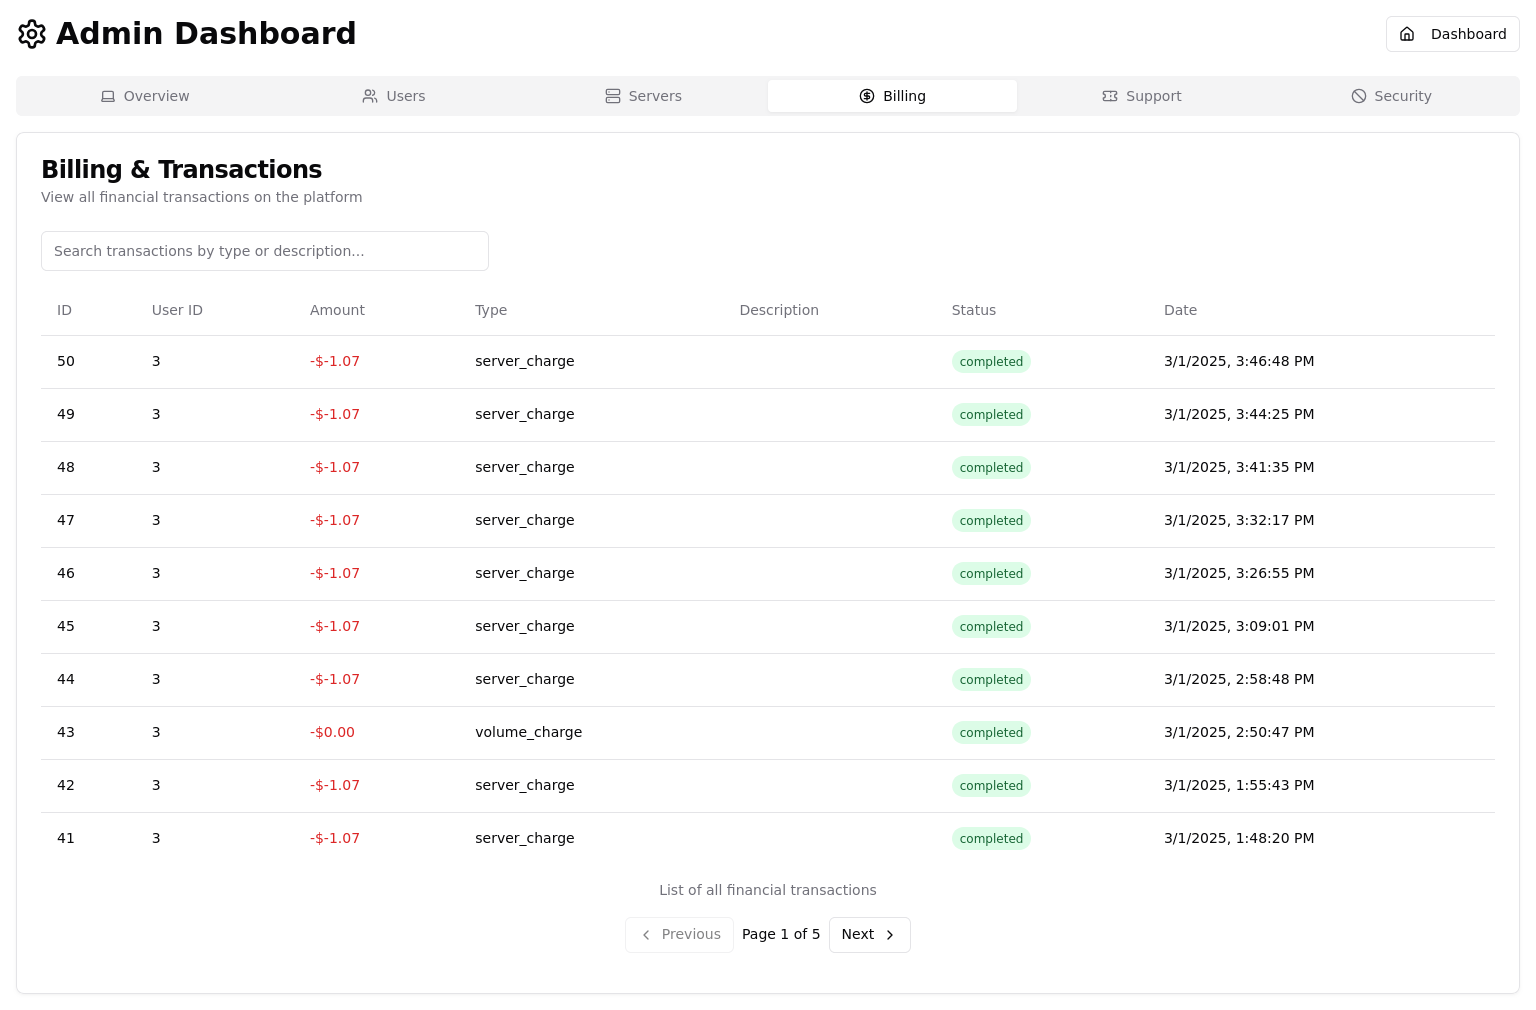 Admin Dashboard
Dashboard
Overview Users Servers Billing Support Security
Billing & Transactions
View all financial transactions on the platform
Search transactions by type or description...
ID User ID Amount Type Description Status Date
50 3 -$-1.07 server_charge completed 3/1/2025, 3:46:48 PM
49 3 -$-1.07 server_charge completed 3/1/2025, 3:44:25 PM
48 3 -$-1.07 server_charge completed 3/1/2025, 3:41:35 PM
47 3 -$-1.07 server_charge completed 3/1/2025, 3:32:17 PM
46 3 -$-1.07 server_charge completed 3/1/2025, 3:26:55 PM
45 3 -$-1.07 server_charge completed 3/1/2025, 3:09:01 PM
44 3 -$-1.07 server_charge completed 3/1/2025, 2:58:48 PM
43 3 -$0.00 volume_charge completed 3/1/2025, 2:50:47 PM
42 3 -$-1.07 server_charge completed 3/1/2025, 1:55:43 PM
41 3 -$-1.07 server_charge completed 3/1/2025, 1:48:20 PM
List of all financial transactions
Previous Page 1 of 5 Next